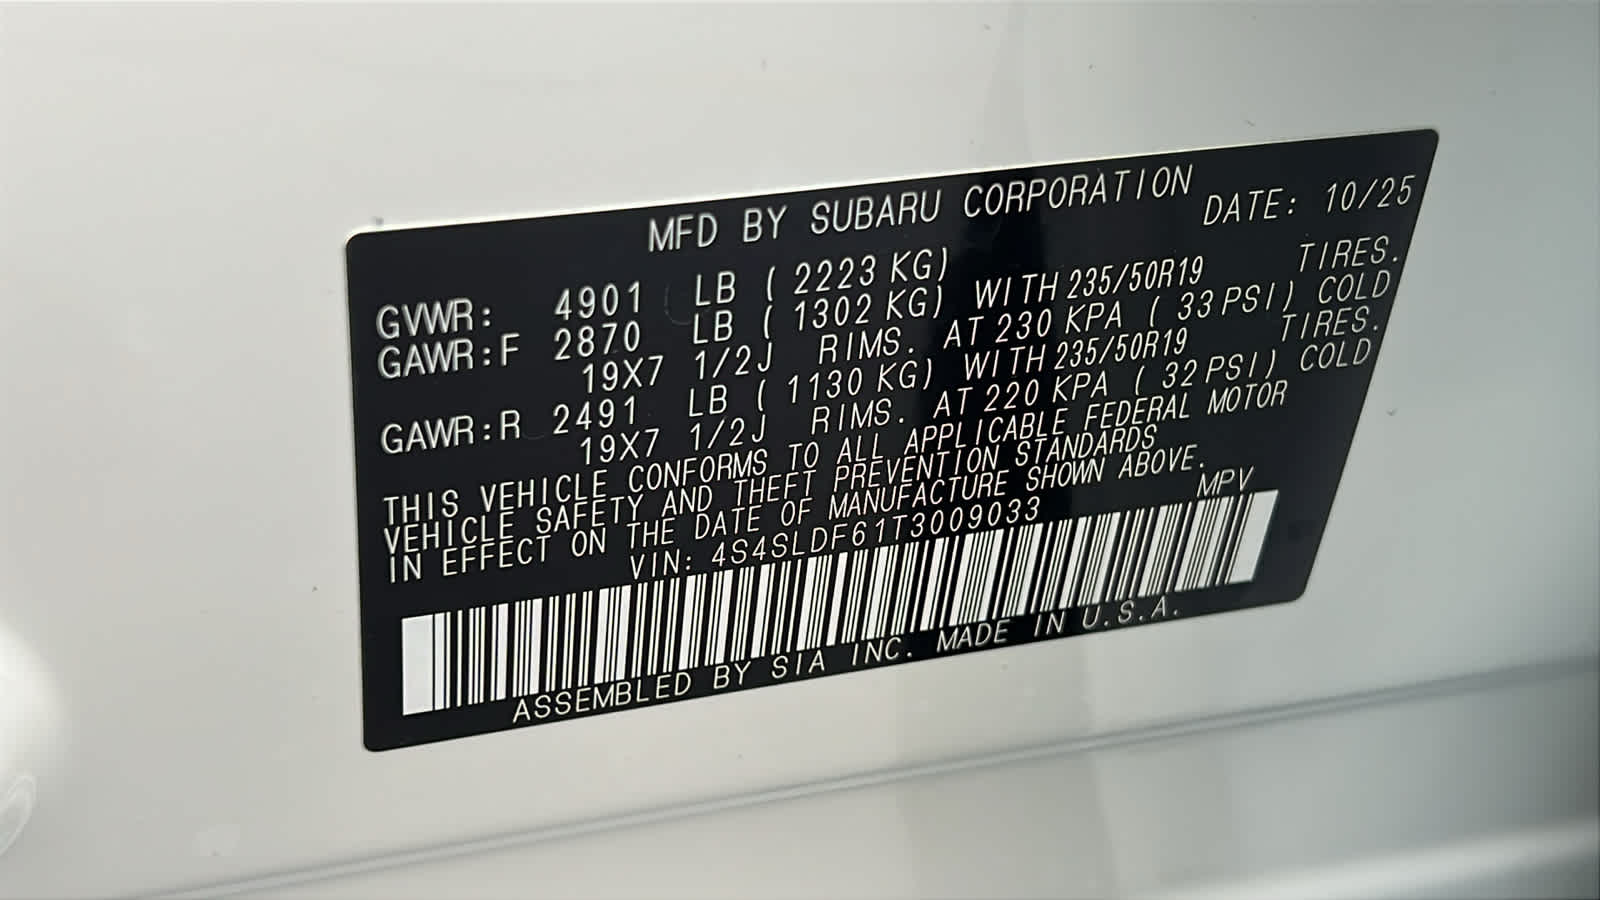 MFD BY SUBARU CORPORATION DATE: 10/25
GVWR: 4901 LB ( 2223 KG)
GAWR:F 2870 LB ( 1302 KG) WITH 235/50R19 TIRES.
19X7 1/2J RIMS. AT 230 KPA ( 33 PSI) COLD
GAWR:R 2491 LB ( 1130 KG) WITH 235/50R19 TIRES.
19X7 1/2J RIMS. AT 220 KPA ( 32 PSI) COLD
THIS VEHICLE CONFORMS TO ALL APPLICABLE FEDERAL MOTOR
VEHICLE SAFETY AND THEFT PREVENTION STANDARDS
IN EFFECT ON THE DATE OF MANUFACTURE SHOWN ABOVE.
VIN: 4S4SLDF61T3009033 MPV
ASSEMBLED BY SIA INC. MADE IN U.S.A.